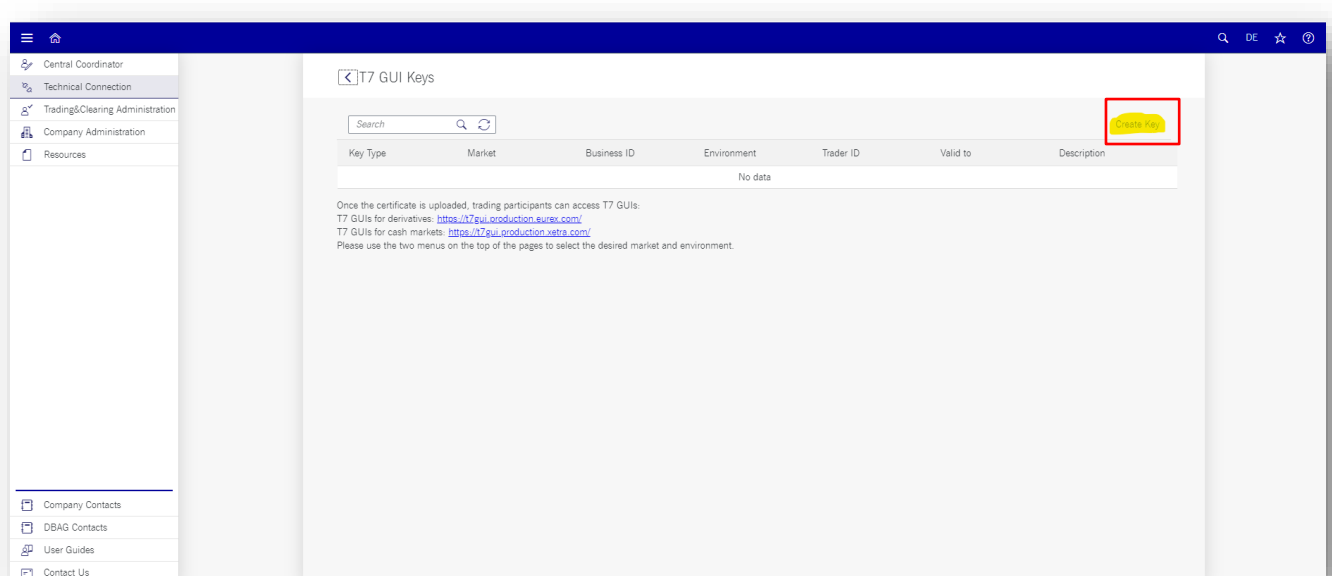 DE
Central Coordinator
Technical Connection
Trading&Clearing Administration
Company Administration
Resources
T7 GUI Keys
Search
Create Key
Key Type Market Business ID Environment Trader ID Valid to Description
No data
Once the certificate is uploaded, trading participants can access T7 GUIs:
T7 GUIs for derivatives: https://t7gui.production.eurex.com/
T7 GUIs for cash markets: https://t7gui.production.xetra.com/
Please use the two menus on the top of the pages to select the desired market and environment.
Company Contacts
DBAG Contacts
User Guides
Contact Us